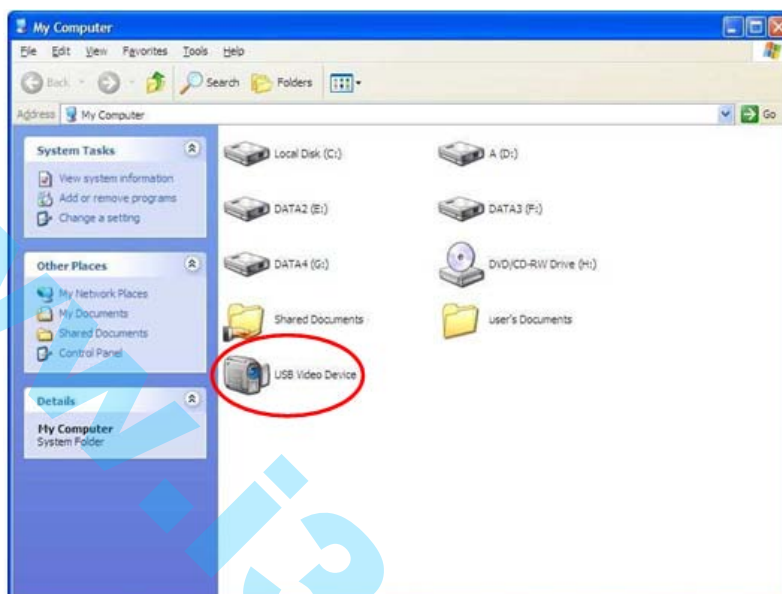 My Computer
File Edit View Favorites Tools Help
Back Search Folders
Address My Computer Go
System Tasks
View system information
Add or remove programs
Change a setting
Other Places
My Network Places
My Documents
Shared Documents
Control Panel
Details
My Computer
System Folder
Local Disk (C:) A (D:)
DATA2 (E:) DATA3 (F:)
DATA4 (G:) DVD/CD-RW Drive (H:)
Shared Documents user's Documents
USB Video Device